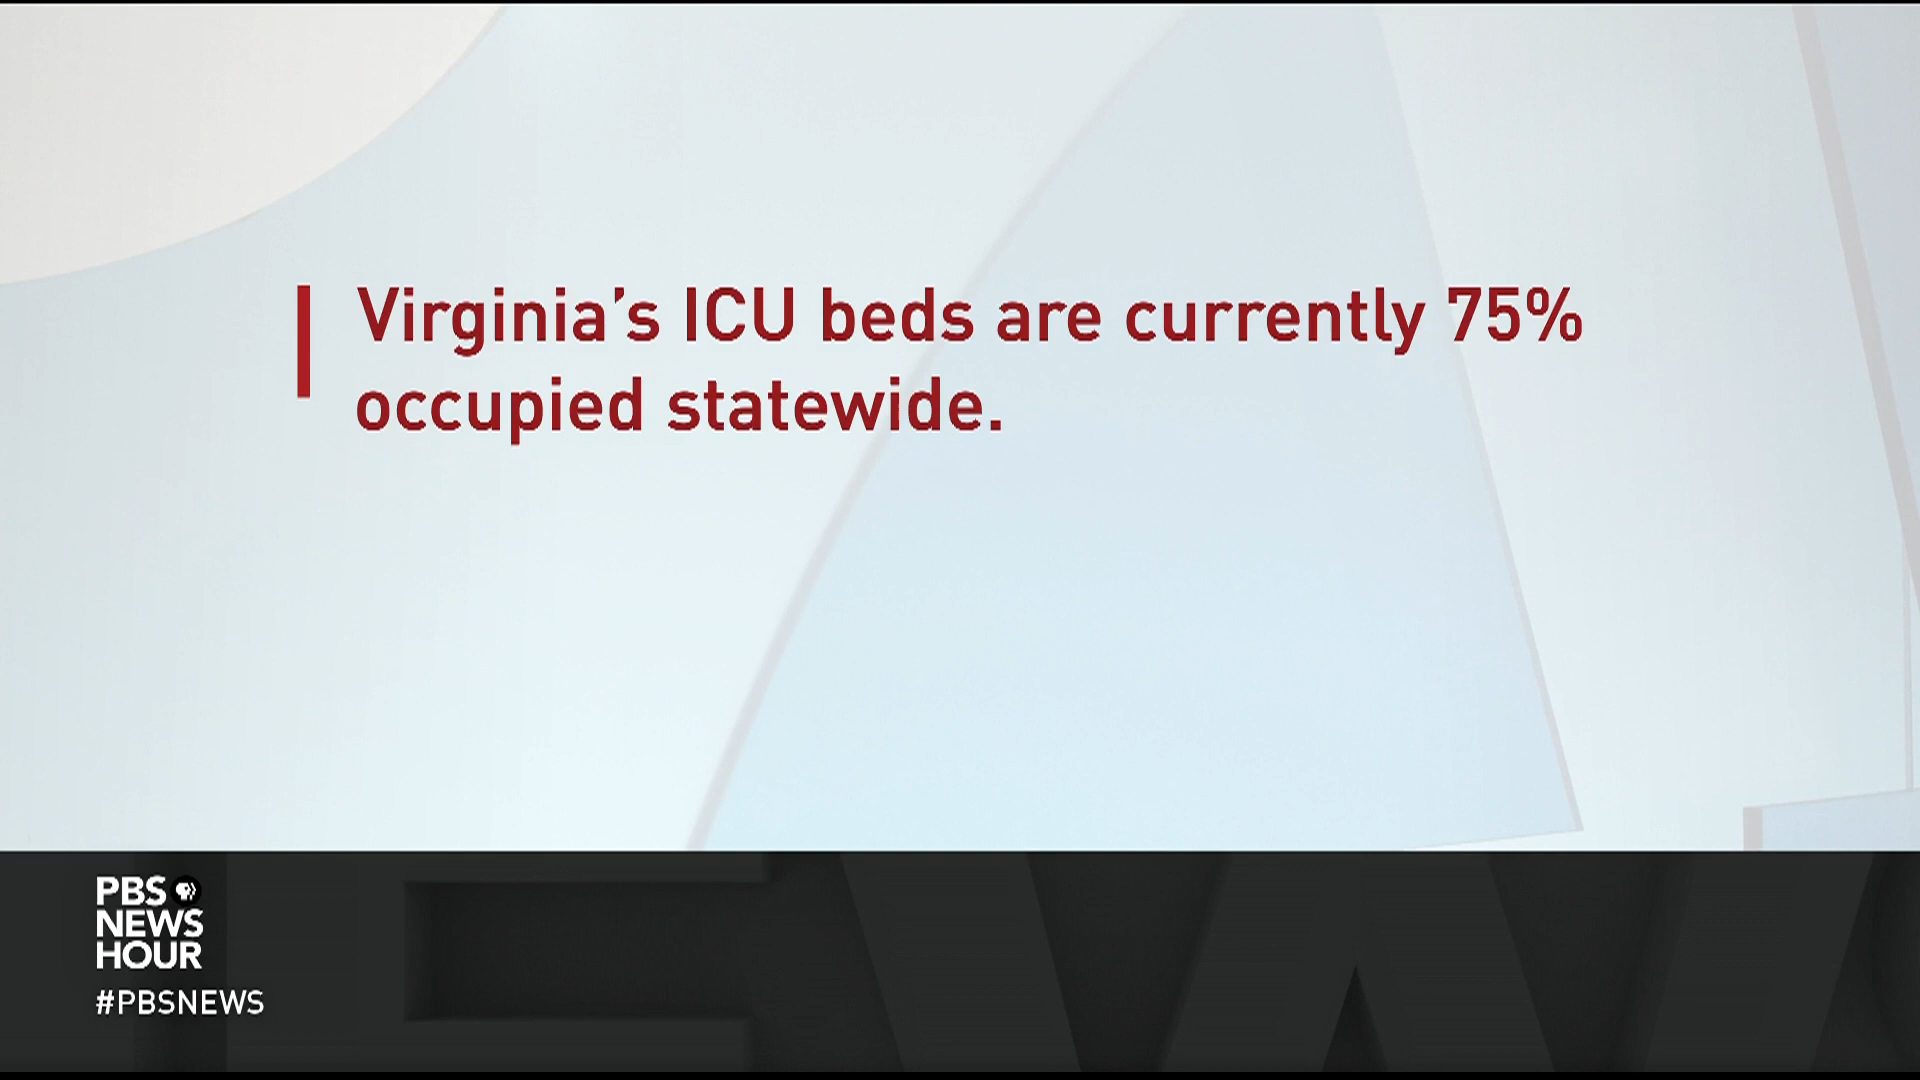 Virginia’s ICU beds are currently 75%
occupied statewide.
PBS
NEWS
HOUR
#PBSNEWS